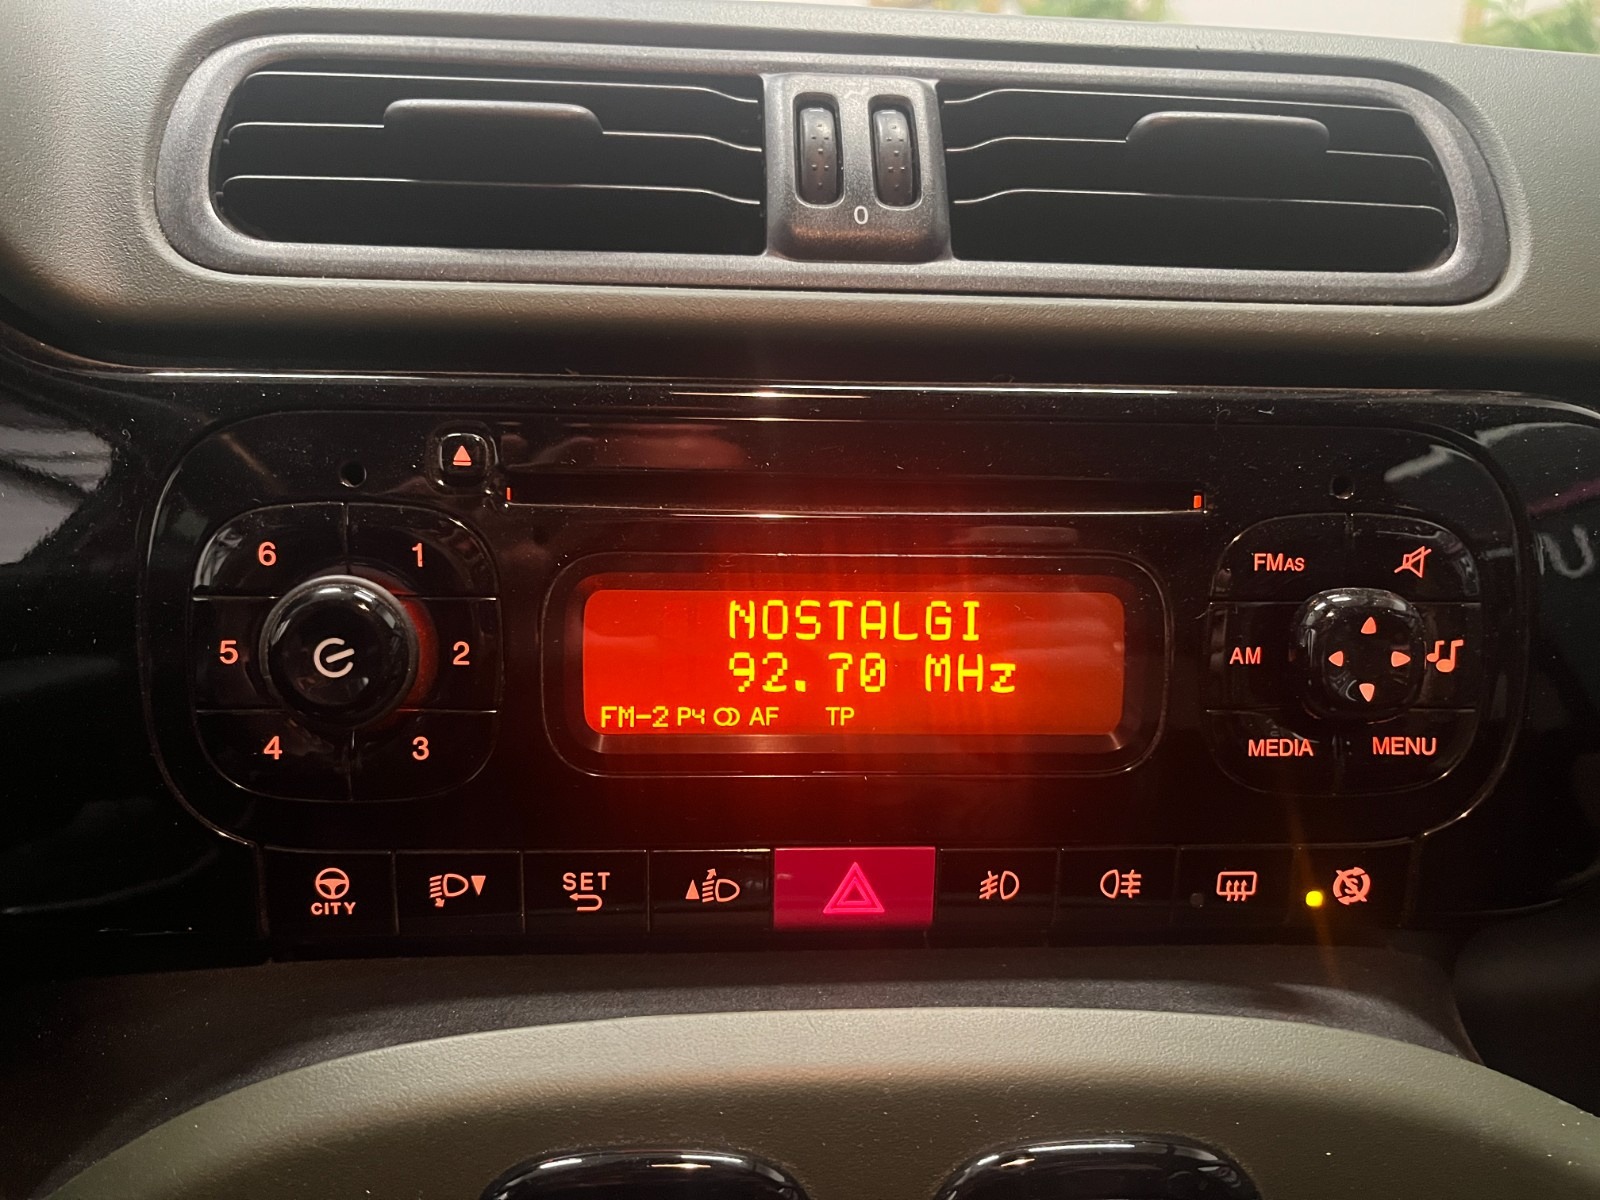 0
6 1
5 2
4 3
NOSTALGI
92.70 MHz
FM-2 P4 AF TP
FMAS
AM
MEDIA MENU
CITY
SET